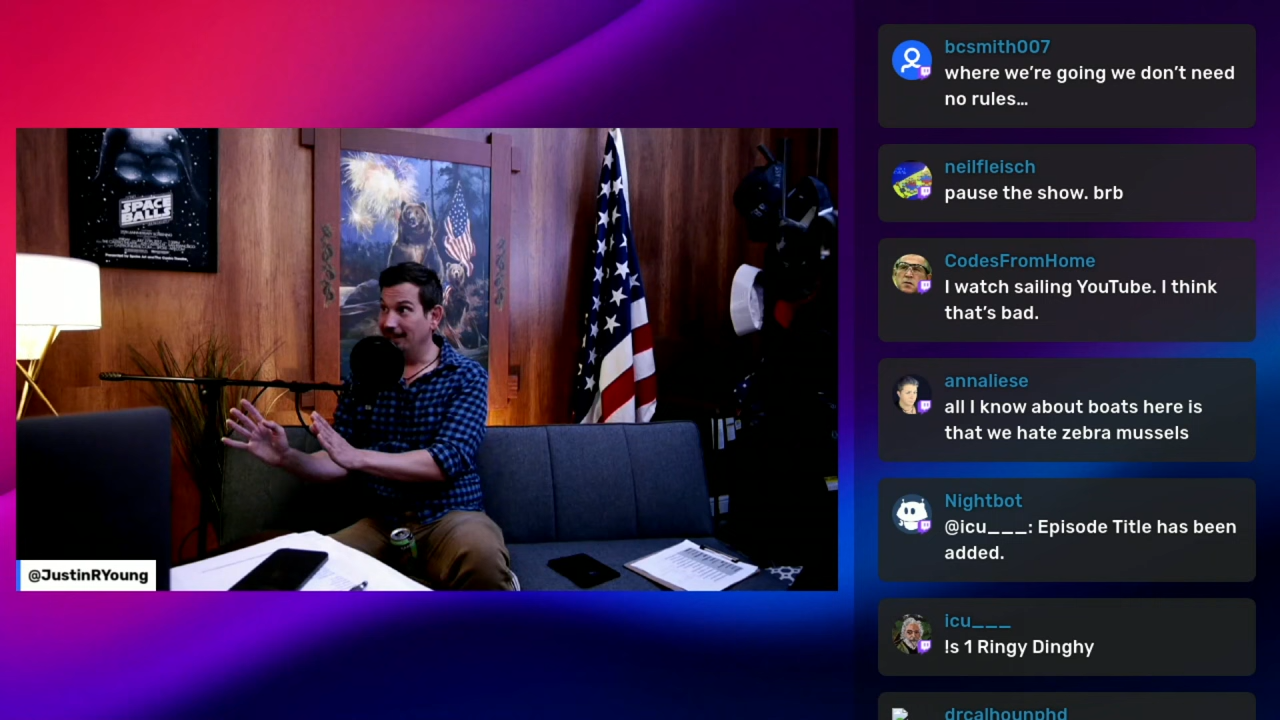 SPACE
BALLS
@JustinRYoung
bcsmith007
where we’re going we don’t need
no rules…
neilfleisch
pause the show. brb
CodesFromHome
I watch sailing YouTube. I think
that’s bad.
annaliese
all I know about boats here is
that we hate zebra mussels
Nightbot
@icu___: Episode Title has been
added.
icu___
!s 1 Ringy Dinghy
drcalhounphd